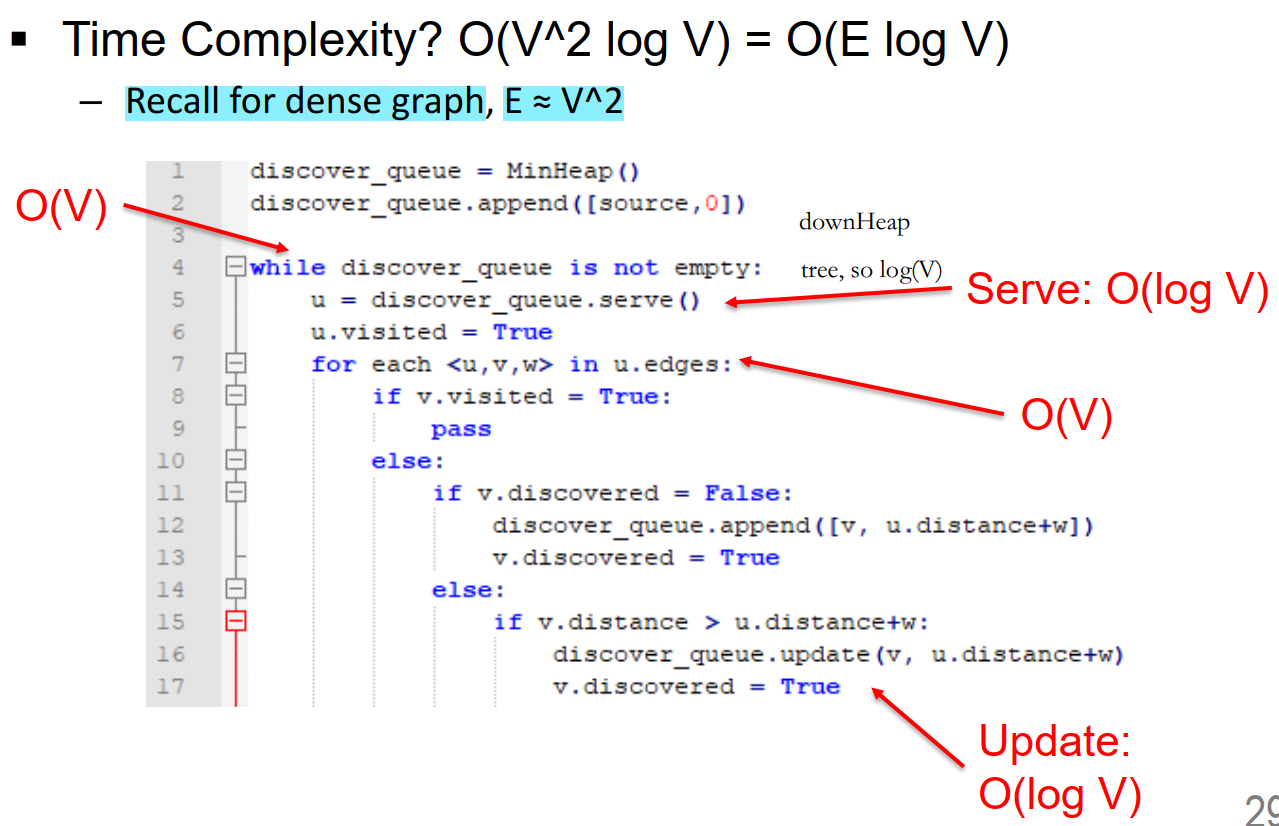 ▪ Time Complexity? O(V^2 log V) = O(E log V)
– Recall for dense graph, E ≈ V^2
1 discover_queue = MinHeap()
O(V)
2 discover_queue.append([source,0])
downHeap
3
4 while discover_queue is not empty:
tree, so log(V)
5 u = discover_queue.serve()
Serve: O(log V)
6 u.visited = True
7 for each <u,v,w> in u.edges:
8 if v.visited = True:
O(V)
9 pass
10 else:
11 if v.discovered = False:
12 discover_queue.append([v, u.distance+w])
13 v.discovered = True
14 else:
15 if v.distance > u.distance+w:
16 discover_queue.update(v, u.distance+w)
17 v.discovered = True
Update:
O(log V)
29